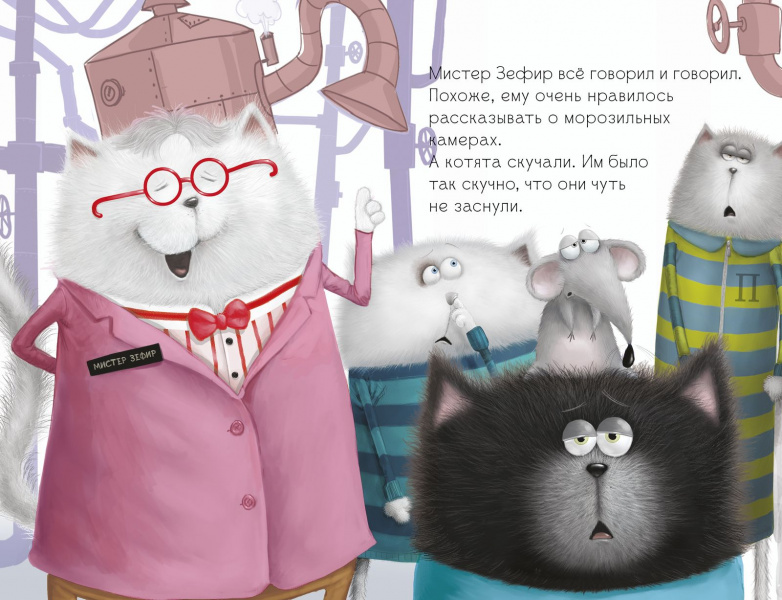 Мистер Зефир всё говорил и говорил.
Похоже, ему очень нравилось
рассказывать о морозильных
камерах.
А котята скучали. Им было
так скучно, что они чуть
не заснули.
МИСТЕР ЗЕФИР
П